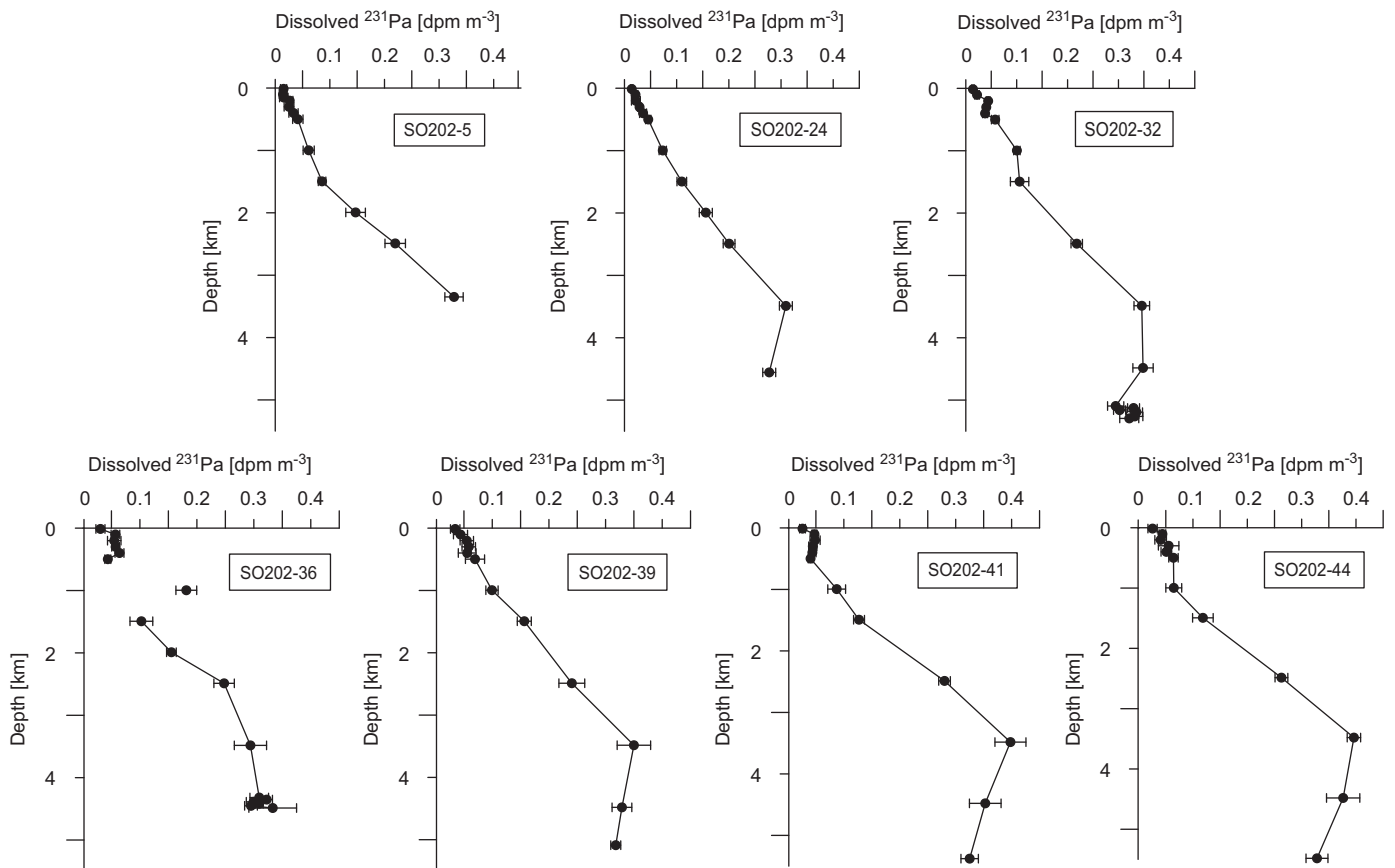 Dissolved ²³¹Pa [dpm m⁻³]
0 0.1 0.2 0.3 0.4
0
2
4
Depth [km]
SO202-5
Dissolved ²³¹Pa [dpm m⁻³]
0 0.1 0.2 0.3 0.4
0
2
4
Depth [km]
SO202-24
Dissolved ²³¹Pa [dpm m⁻³]
0 0.1 0.2 0.3 0.4
0
2
4
Depth [km]
SO202-32
Dissolved ²³¹Pa [dpm m⁻³]
0 0.1 0.2 0.3 0.4
0
2
4
Depth [km]
SO202-36
Dissolved ²³¹Pa [dpm m⁻³]
0 0.1 0.2 0.3 0.4
0
2
4
Depth [km]
SO202-39
Dissolved ²³¹Pa [dpm m⁻³]
0 0.1 0.2 0.3 0.4
0
2
4
Depth [km]
SO202-41
Dissolved ²³¹Pa [dpm m⁻³]
0 0.1 0.2 0.3 0.4
0
2
4
Depth [km]
SO202-44